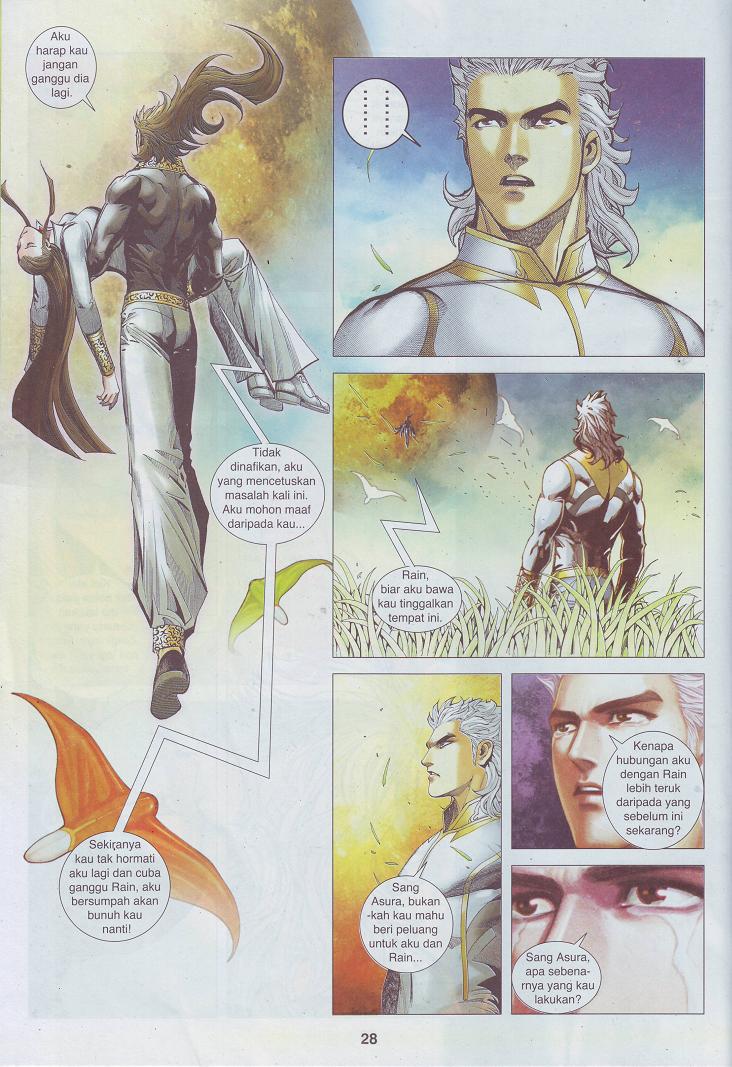 Aku
harap kau
jangan
ganggu dia
lagi.
Tidak
dinafikan, aku
yang mencetuskan
masalah kali ini.
Aku mohon maaf
daripada kau...
Sekiranya
kau tak hormati
aku lagi dan cuba
ganggu Rain, aku
bersumpah akan
bunuh kau
nanti!
Rain,
biar aku bawa
kau tinggalkan
tempat ini.
Sang
Asura, bukan
-kah kau mahu
beri peluang
untuk aku dan
Rain...
Kenapa
hubungan aku
dengan Rain
lebih teruk
daripada yang
sebelum ini
sekarang?
Sang Asura,
apa sebena-
rnya yang kau
lakukan?
28